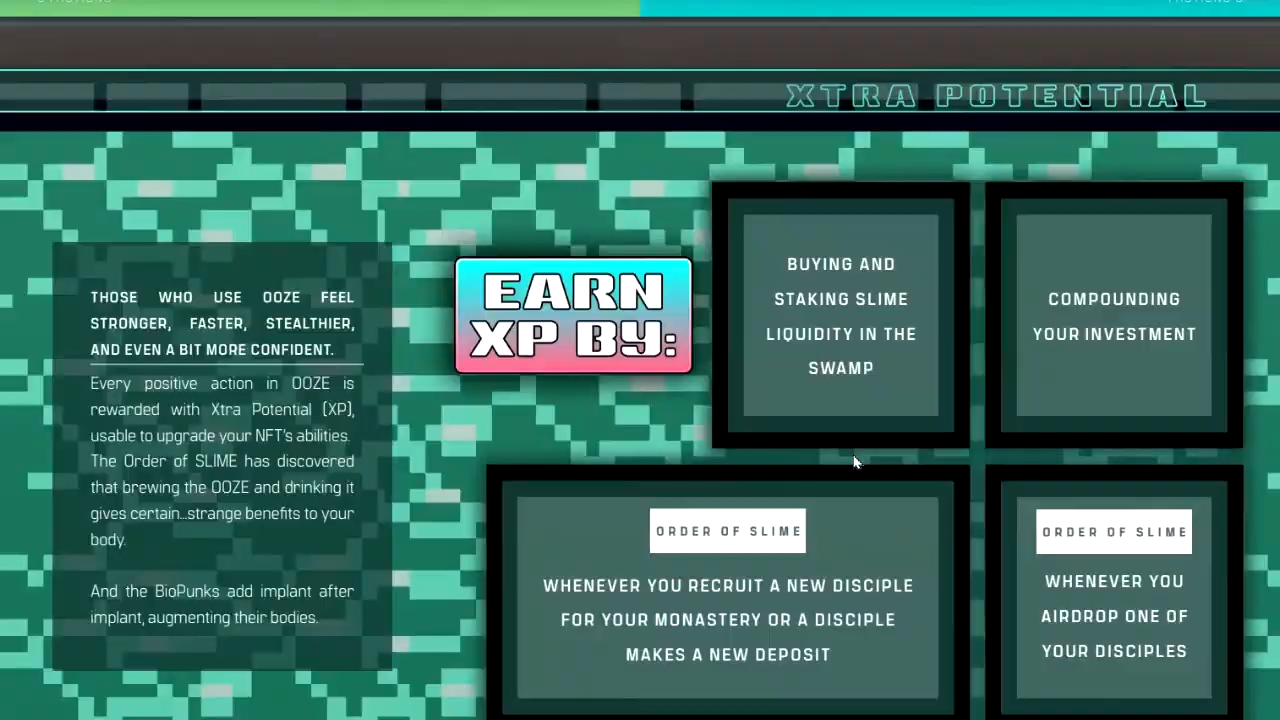 XTRA POTENTIAL
THOSE WHO USE OOZE FEEL
STRONGER, FASTER, STEALTHIER,
AND EVEN A BIT MORE CONFIDENT.
Every positive action in OOZE is
rewarded with Xtra Potential (XP),
usable to upgrade your NFT's abilities.
The Order of SLIME has discovered
that brewing the OOZE and drinking it
gives certain...strange benefits to your
body.
And the BioPunks add implant after
implant, augmenting their bodies.
EARN
XP BY:
BUYING AND
STAKING SLIME
LIQUIDITY IN THE
SWAMP
COMPOUNDING
YOUR INVESTMENT
ORDER OF SLIME
WHENEVER YOU RECRUIT A NEW DISCIPLE
FOR YOUR MONASTERY OR A DISCIPLE
MAKES A NEW DEPOSIT
ORDER OF SLIME
WHENEVER YOU
AIRDROP ONE OF
YOUR DISCIPLES